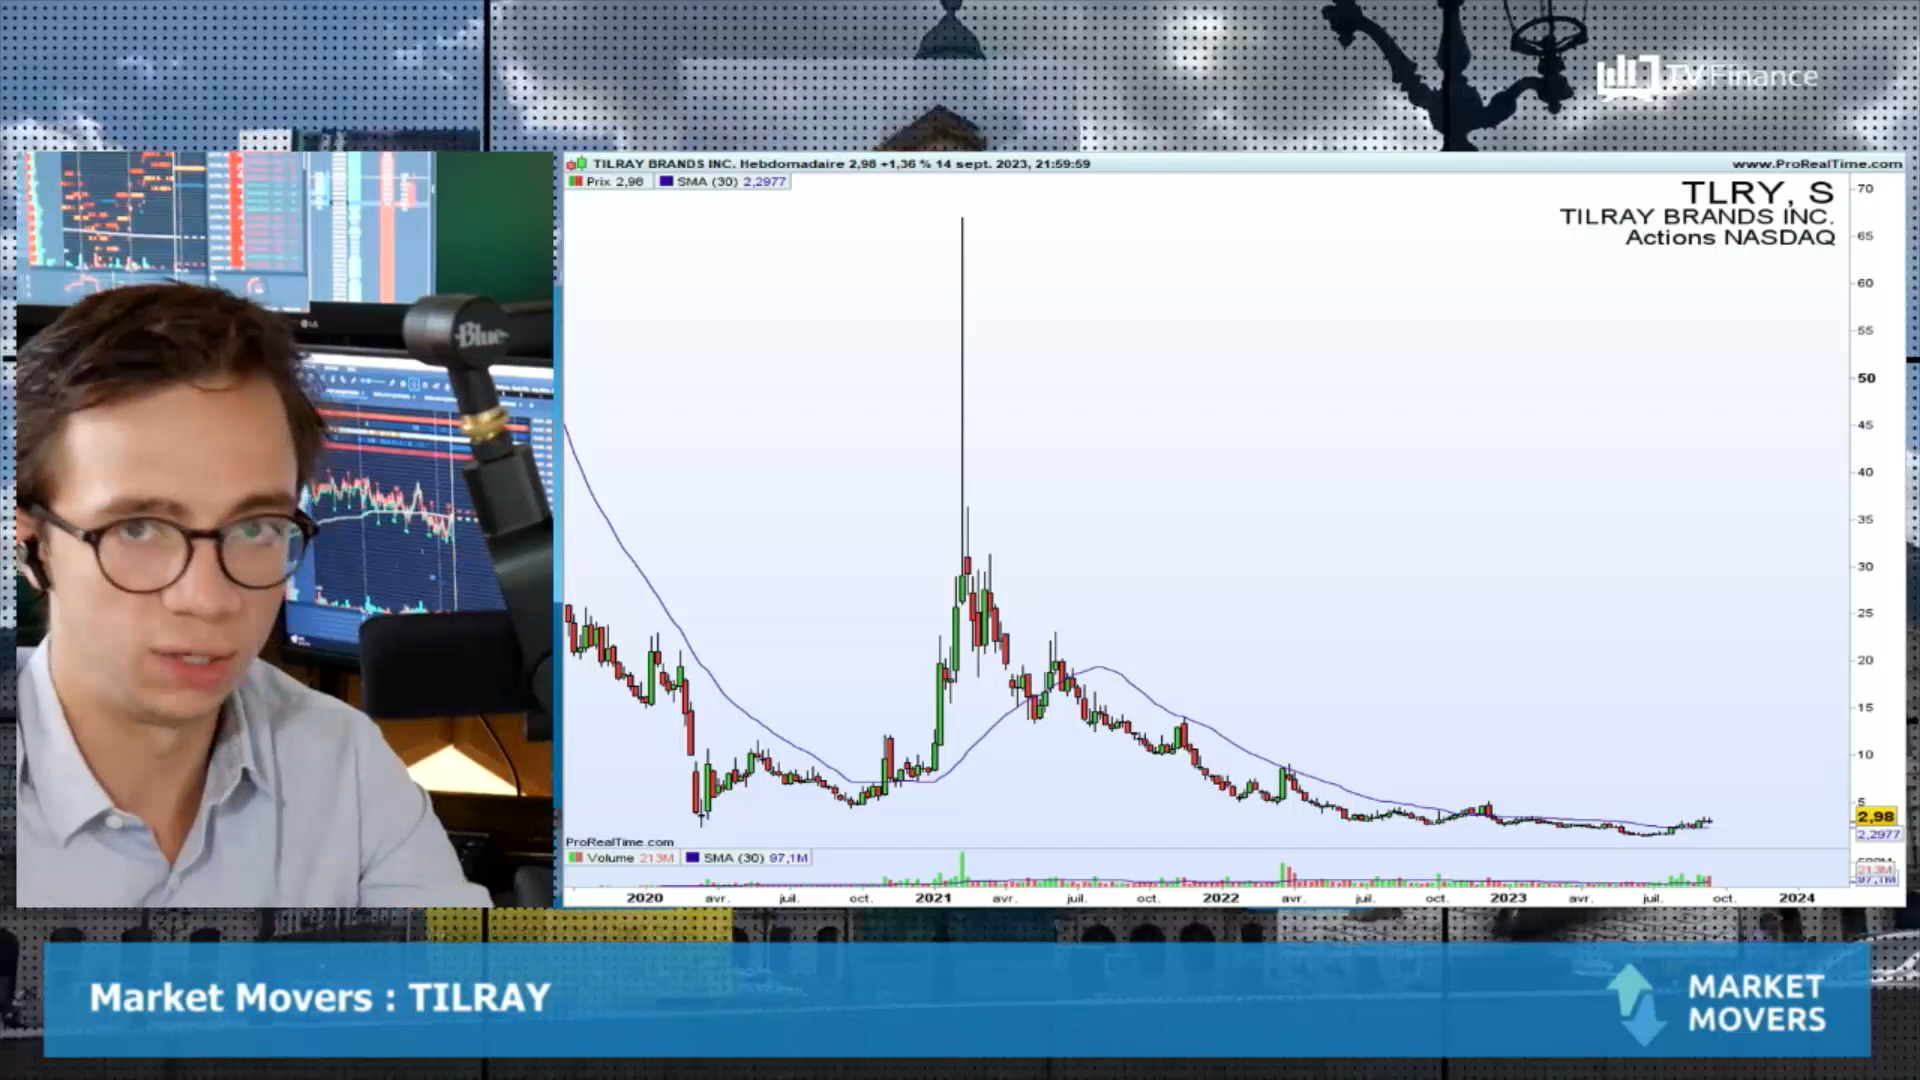 TV Finance
TILRAY BRANDS INC. Hebdomadaire 2,98 +1,36 % 14 sept. 2023, 21:59:59
www.ProRealTime.com
Prix 2,98 SMA (30) 2,2977
TLRY, S
TILRAY BRANDS INC.
Actions NASDAQ
70
65
60
55
50
45
40
35
30
25
20
15
10
5
2,98
2,2977
ProRealTime.com
Volume 213M SMA (30) 97,1M
213M
97,1M
2020 avr. juil. oct. 2021 avr. juil. oct. 2022 avr. juil. oct. 2023 avr. juil. oct. 2024
Blue
LG
Market Movers : TILRAY
MARKET
MOVERS